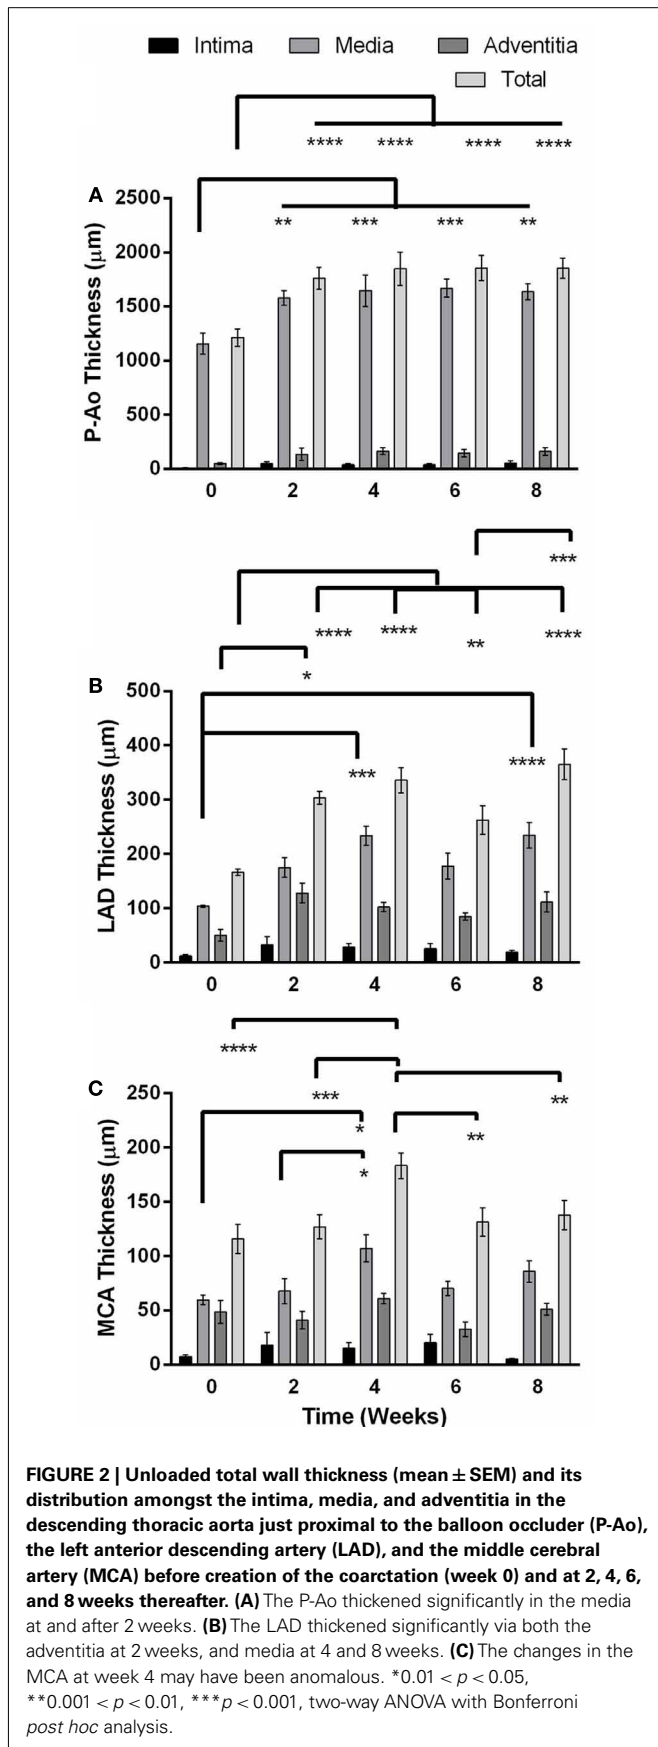 Intima Media Adventitia
Total
**** **** **** ****
A
** *** *** **
P-Ao Thickness (μm)
2500
2000
1500
1000
500
0
0 2 4 6 8
***
**** **** ** ****
*
B
*** ****
LAD Thickness (μm)
500
400
300
200
100
0
0 2 4 6 8
****
*** **
C
* **
*
MCA Thickness (μm)
250
200
150
100
50
0
0 2 4 6 8
Time (Weeks)
FIGURE 2 | Unloaded total wall thickness (mean ± SEM) and its
distribution amongst the intima, media, and adventitia in the
descending thoracic aorta just proximal to the balloon occluder (P-Ao),
the left anterior descending artery (LAD), and the middle cerebral
artery (MCA) before creation of the coarctation (week 0) and at 2, 4, 6,
and 8 weeks thereafter. (A) The P-Ao thickened significantly in the media
at and after 2 weeks. (B) The LAD thickened significantly via both the
adventitia at 2 weeks, and media at 4 and 8 weeks. (C) The changes in the
MCA at week 4 may have been anomalous. *0.01 < p < 0.05,
**0.001 < p < 0.01, ***p < 0.001, two-way ANOVA with Bonferroni
post hoc analysis.